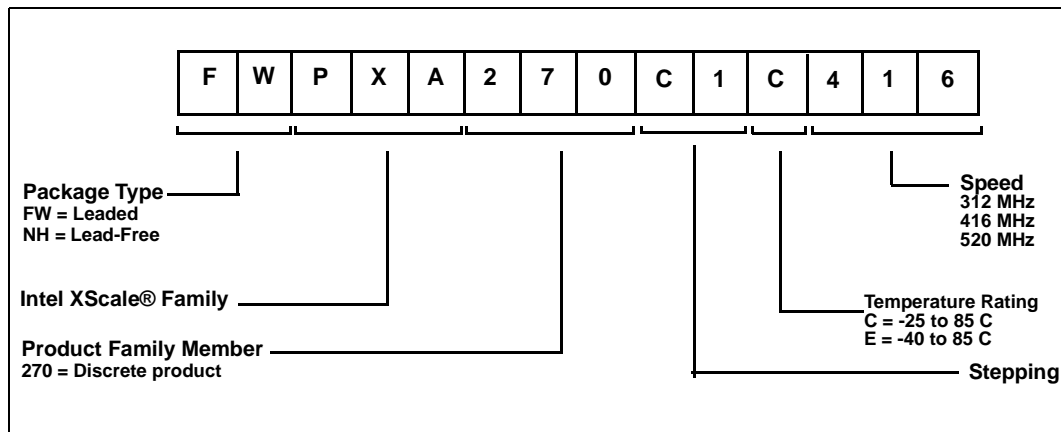 F W P X A 2 7 0 C 1 C 4 1 6
Package Type
FW = Leaded
NH = Lead-Free
Speed
312 MHz
416 MHz
520 MHz
Intel XScale® Family
Temperature Rating
C = -25 to 85 C
E = -40 to 85 C
Product Family Member
270 = Discrete product
Stepping